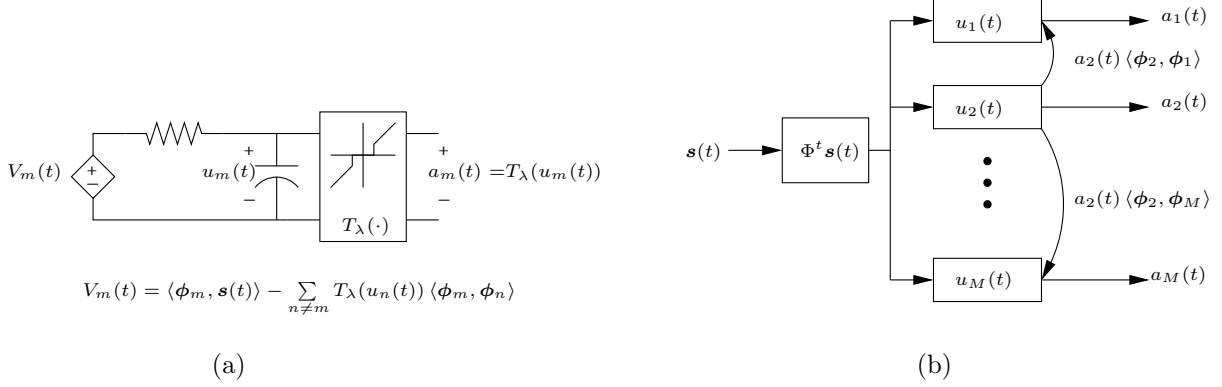 V_m(t)
+
−
+
u_m(t)
−
T_λ(·)
+
a_m(t) =T_λ(u_m(t))
−
V_m(t) = ⟨ϕ_m, s(t)⟩ − ∑_{n≠m} T_λ(u_n(t)) ⟨ϕ_m, ϕ_n⟩
(a)
s(t)
Φ^t s(t)
u_1(t)
a_1(t)
a_2(t) ⟨ϕ_2, ϕ_1⟩
u_2(t)
a_2(t)
a_2(t) ⟨ϕ_2, ϕ_M⟩
u_M(t)
a_M(t)
(b)